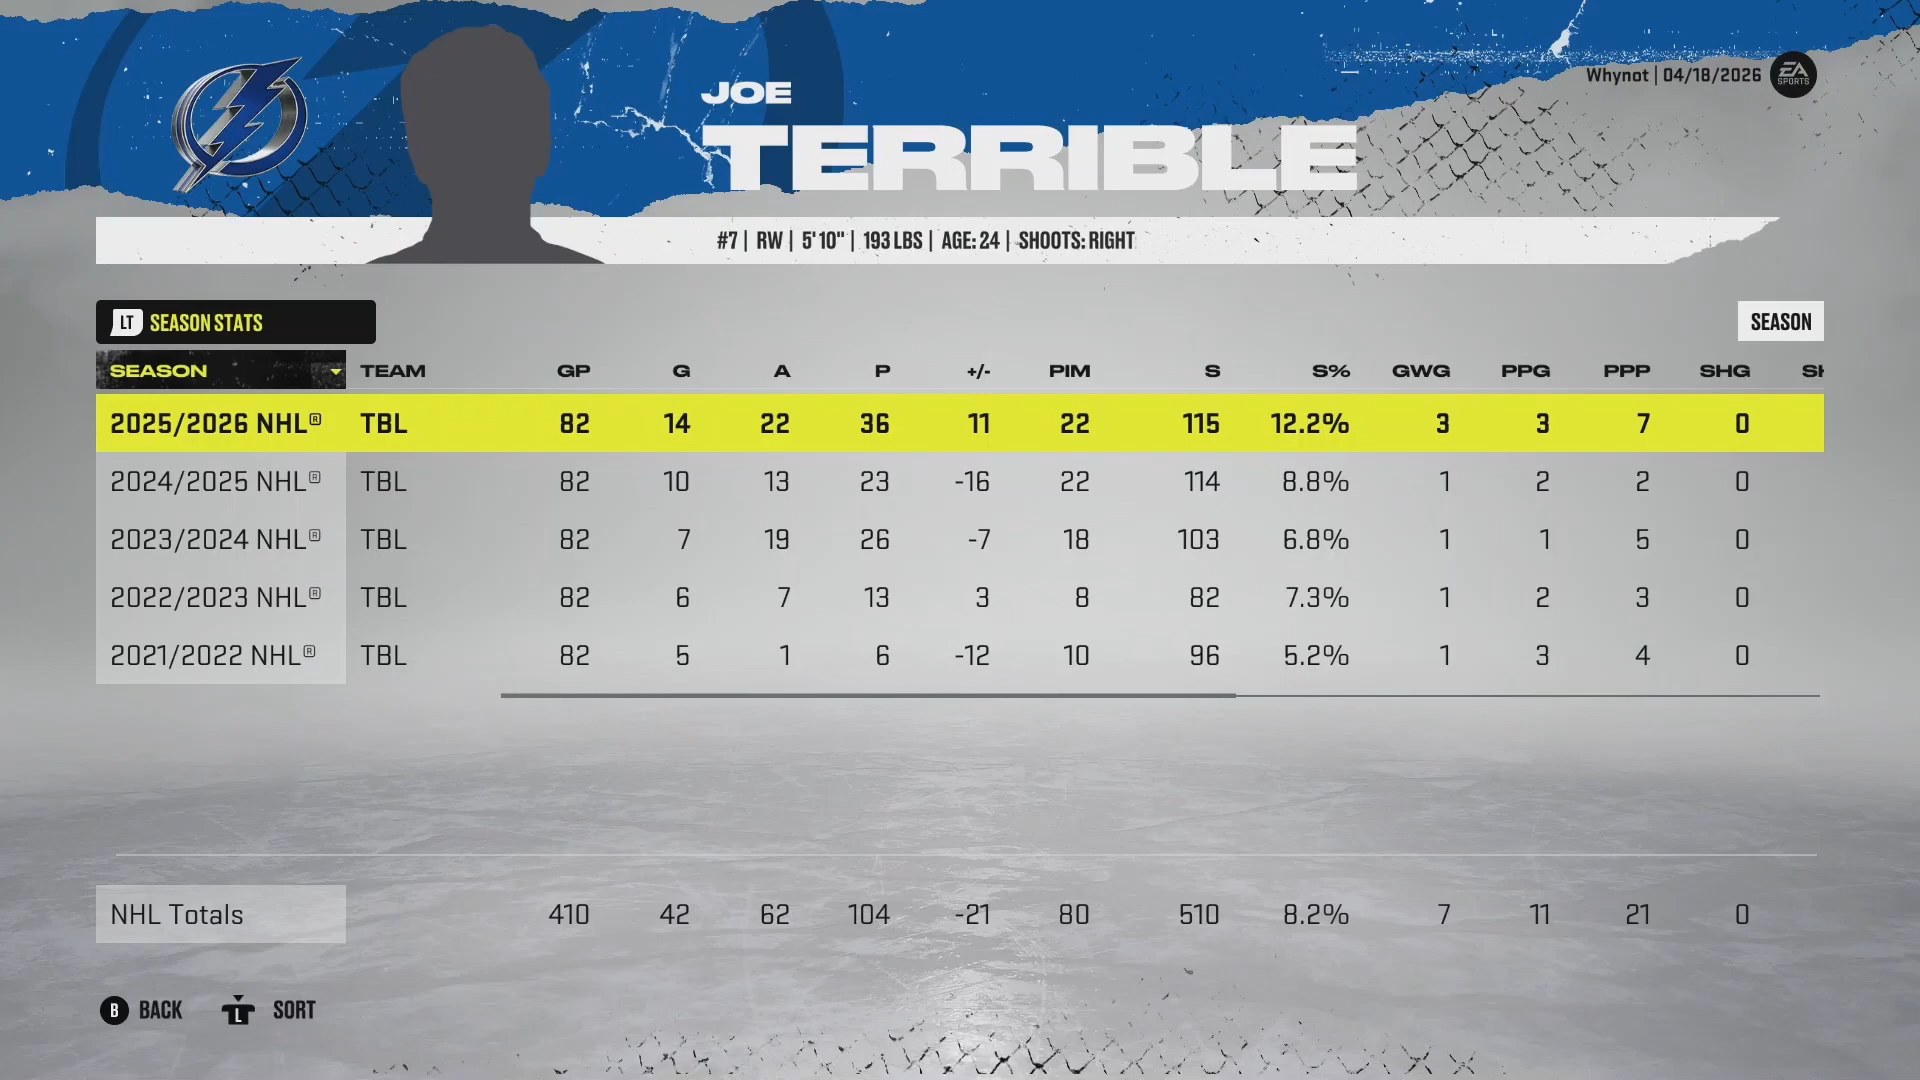 JOE
TERRIBLE
Whynot | 04/18/2026
EA SPORTS
#7 | RW | 5'10" | 193 LBS | AGE: 24 | SHOOTS: RIGHT
LT SEASON STATS
SEASON
SEASON TEAM GP G A P +/- PIM S S% GWG PPG PPP SHG
2025/2026 NHL® TBL 82 14 22 36 11 22 115 12.2% 3 3 7 0
2024/2025 NHL® TBL 82 10 13 23 -16 22 114 8.8% 1 2 2 0
2023/2024 NHL® TBL 82 7 19 26 -7 18 103 6.8% 1 1 5 0
2022/2023 NHL® TBL 82 6 7 13 3 8 82 7.3% 1 2 3 0
2021/2022 NHL® TBL 82 5 1 6 -12 10 96 5.2% 1 3 4 0
NHL Totals 410 42 62 104 -21 80 510 8.2% 7 11 21 0
B BACK L SORT